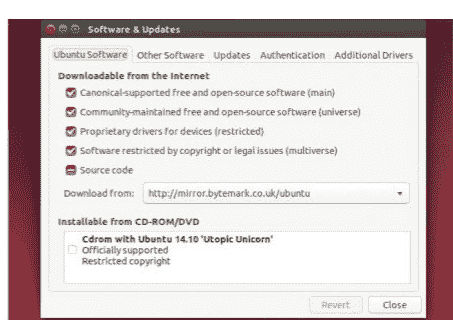 Software & Updates
Ubuntu Software Other Software Updates Authentication Additional Drivers
Downloadable from the Internet
Canonical-supported free and open-source software (main)
Community-maintained free and open-source software (universe)
Proprietary drivers for devices (restricted)
Software restricted by copyright or legal issues (multiverse)
Source code
Download from: http://mirror.bytemark.co.uk/ubuntu
Installable from CD-ROM/DVD
Cdrom with Ubuntu 14.10 'Utopic Unicorn'
Officially supported
Restricted copyright
Revert Close